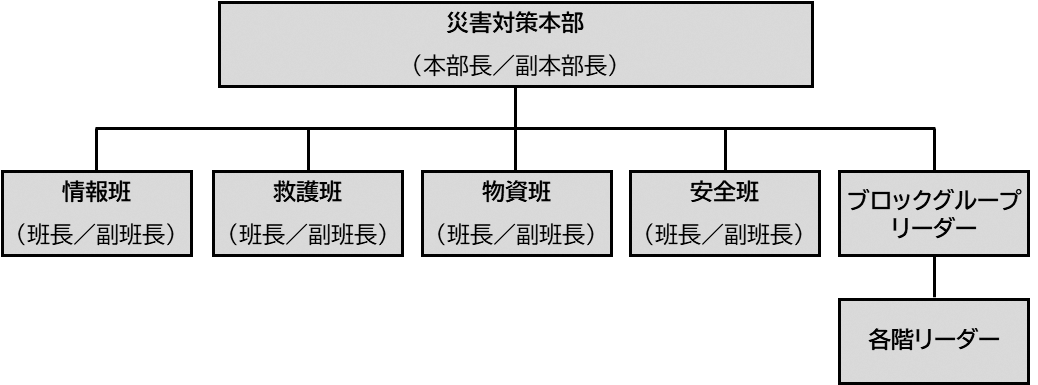 災害対策本部
（本部長／副本部長）
情報班
（班長／副班長）
救護班
（班長／副班長）
物資班
（班長／副班長）
安全班
（班長／副班長）
ブロックグループ
リーダー
各階リーダー